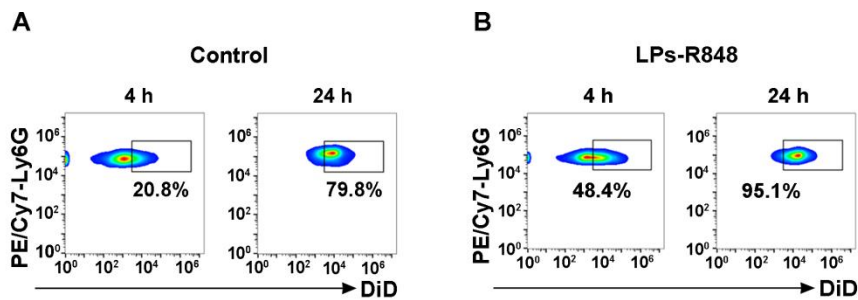 A
B
Control
LPs-R848
4 h
24 h
4 h
24 h
PE/Cy7-Ly6G
10⁶
10⁴
10²
10⁰
20.8%
10⁰ 10² 10⁴ 10⁶
10⁶
10⁴
10²
10⁰
79.8%
10⁰ 10² 10⁴ 10⁶
DiD
PE/Cy7-Ly6G
10⁶
10⁴
10²
10⁰
48.4%
10⁰ 10² 10⁴ 10⁶
10⁶
10⁴
10²
10⁰
95.1%
10⁰ 10² 10⁴ 10⁶
DiD